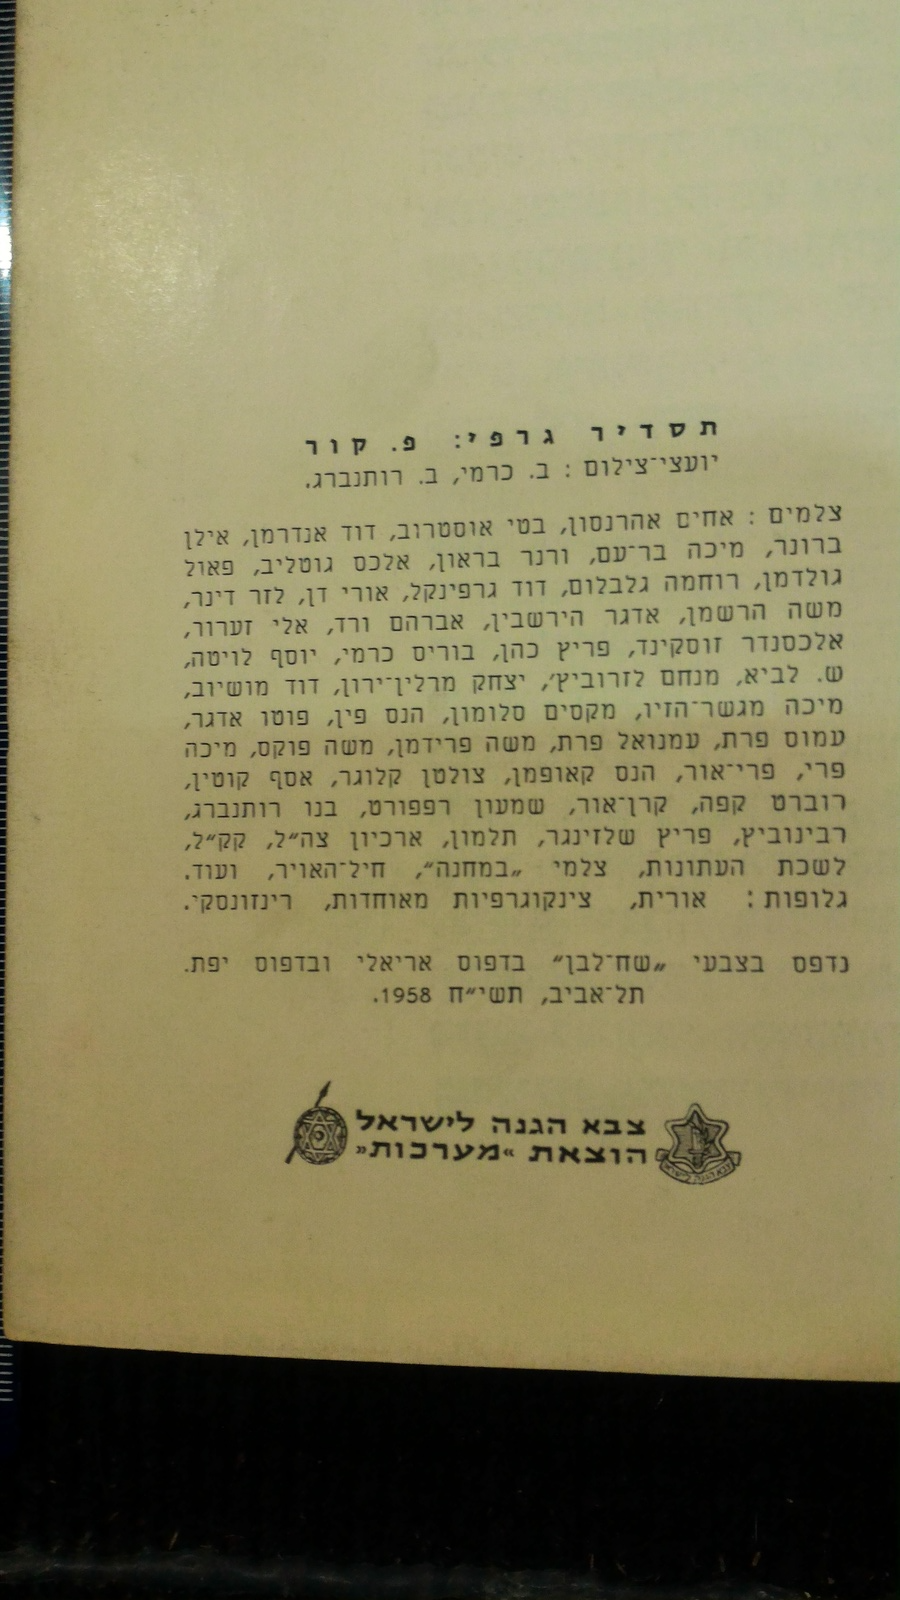 תסדיר גרפי: פ. קור
יועצי־צילום : ב. כרמי, ב. רותנברג.
צלמים : אחים אהרנסון, בטי אוסטרוב, דוד אנדרמן, אילן
ברונר, מיכה בר־עם, ורנר בראון, אלכס גוטליב, פאול
גולדמן, רוחמה גלבלום, דוד גרפינקל, אורי דן, לזר דינר,
משה הרשמן, אדגר הירשבין, אברהם ורד, אלי זערור,
אלכסנדר זוסקינד, פריץ כהן, בוריס כרמי, יוסף לויטה,
ש. לביא, מנחם לזרוביץ׳, יצחק מרלין־ירון, דוד מושיוב,
מיכה מגשר־הזיו, מקסים סלומון, הנס פין, פוטו אדגר,
עמוס פרת, עמנואל פרת, משה פרידמן, משה פוקס, מיכה
פרי, פרי־אור, הנס קאופמן, צולטן קלוגר, אסף קוטין,
רוברט קפה, קרן־אור, שמעון רפפורט, בנו רותנברג,
רבינוביץ, פריץ שלזינגר, תלמון, ארכיון צה״ל, קק״ל,
לשכת העתונות, צלמי „במחנה״, חיל־האויר, ועוד.
גלופות : אורית, צינקוגרפיות מאוחדות, רינזונסקי.
נדפס בצבעי „שח־לבן״ בדפוס אריאלי ובדפוס יפת.
תל־אביב, תשי״ח 1958.
צבא הגנה לישראל
הוצאת »מערכות«